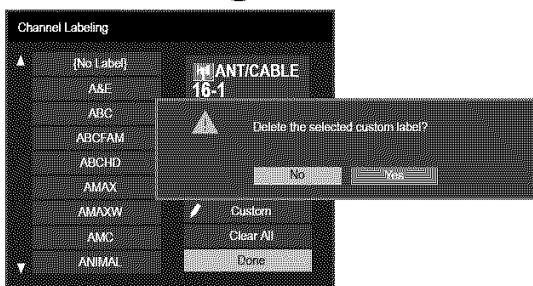 Channel Labeling
{No Label}
A&E
ABC
ABCFAM
ABCHD
AMAX
AMAXW
AMC
ANIMAL
ANT/CABLE
16-1
Delete the selected custom label?
No
Yes
Custom
Clear All
Done